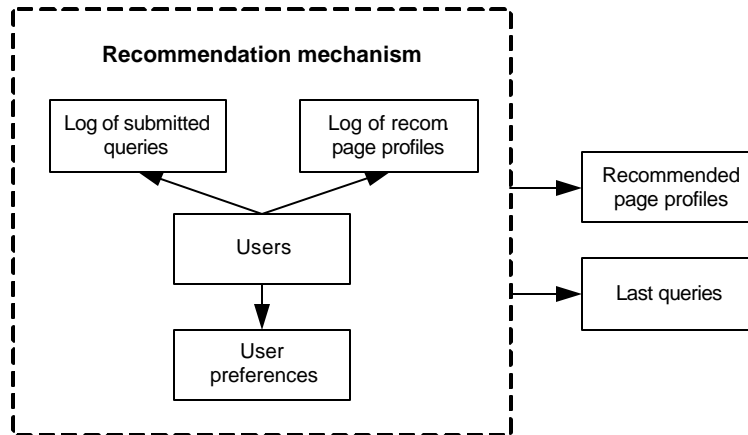 Recommendation mechanism
Log of submitted
queries
Log of recom.
page profiles
Recommended
page profiles
Users
Last queries
User
preferences